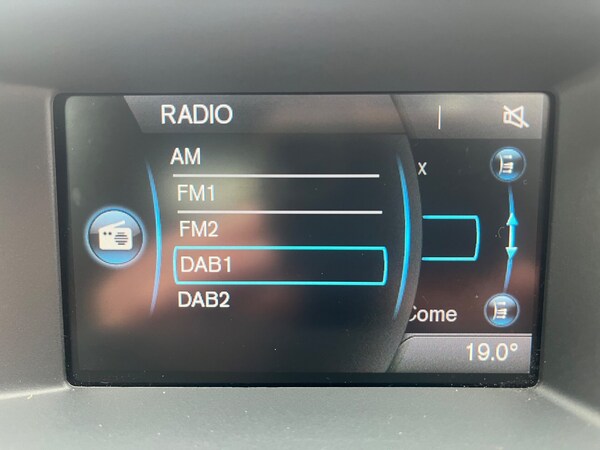 RADIO
AM
x
FM1
FM2
DAB1
DAB2
Come
19.0°